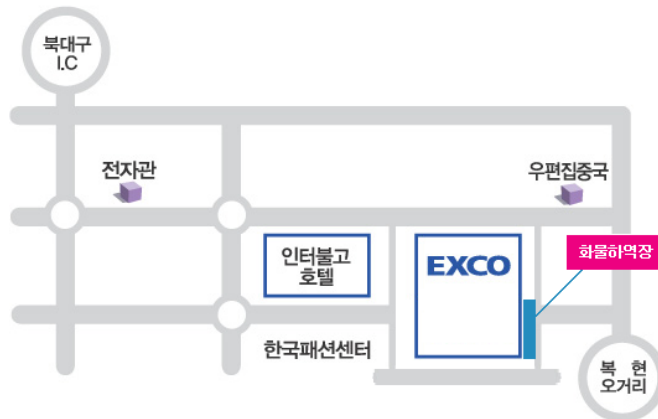 북대구
I.C
전자관
우편집중국
인터불고
호텔
EXCO
화물하역장
한국패션센터
복 현
오거리